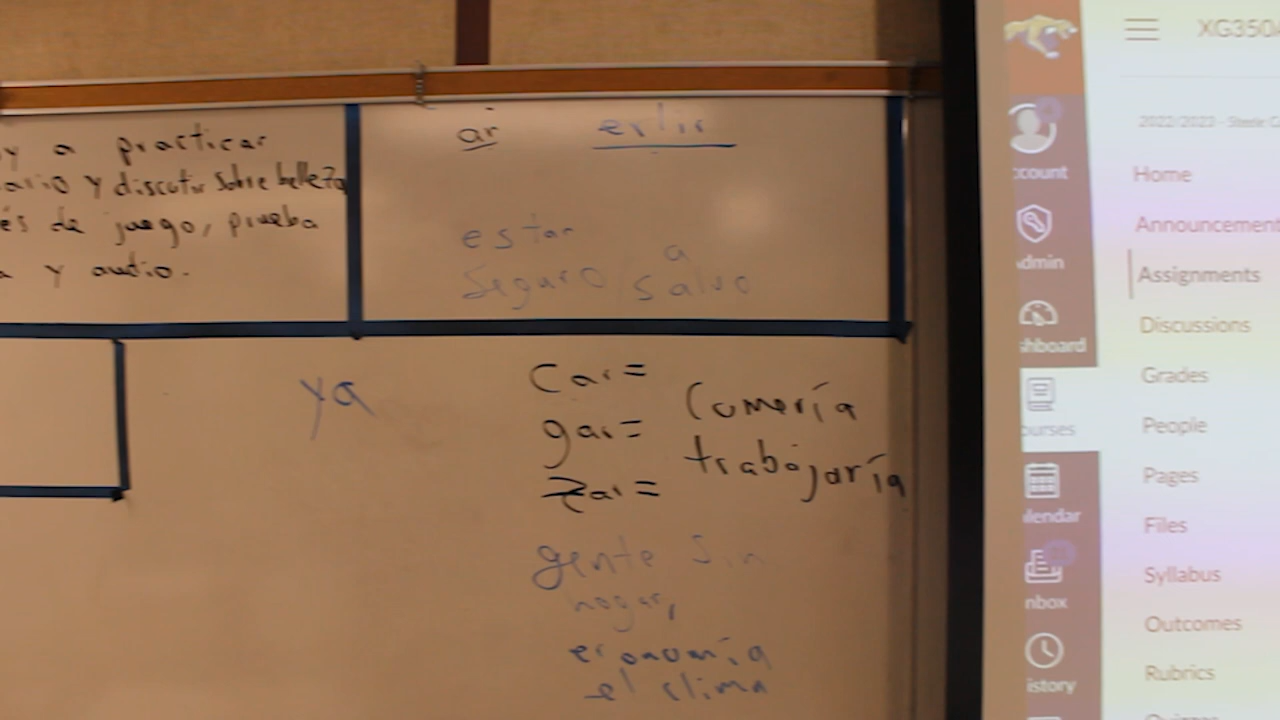 y a practicar
ario y discutir sobre belleza
és de juego, prueba
a y audio.
ar er/ir
estar
seguro/a salvo
ya
car=
gar=
zar=
Comería
trabajaría
gente sin
hogar,
economía
el clima
XG350
2022/2023 - Steele C
ccount
dmin
shboard
ourses
lendar
nbox
istory
Home
Announcement
Assignments
Discussions
Grades
People
Pages
Files
Syllabus
Outcomes
Rubrics